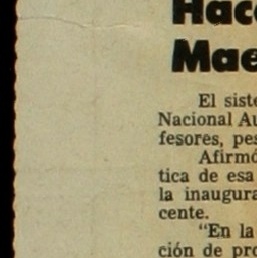 Hac
Mae
El siste
Nacional Au
fesores, pes
Afirmó
tica de esa
la inaugura
cente.
“En la
ción de pro